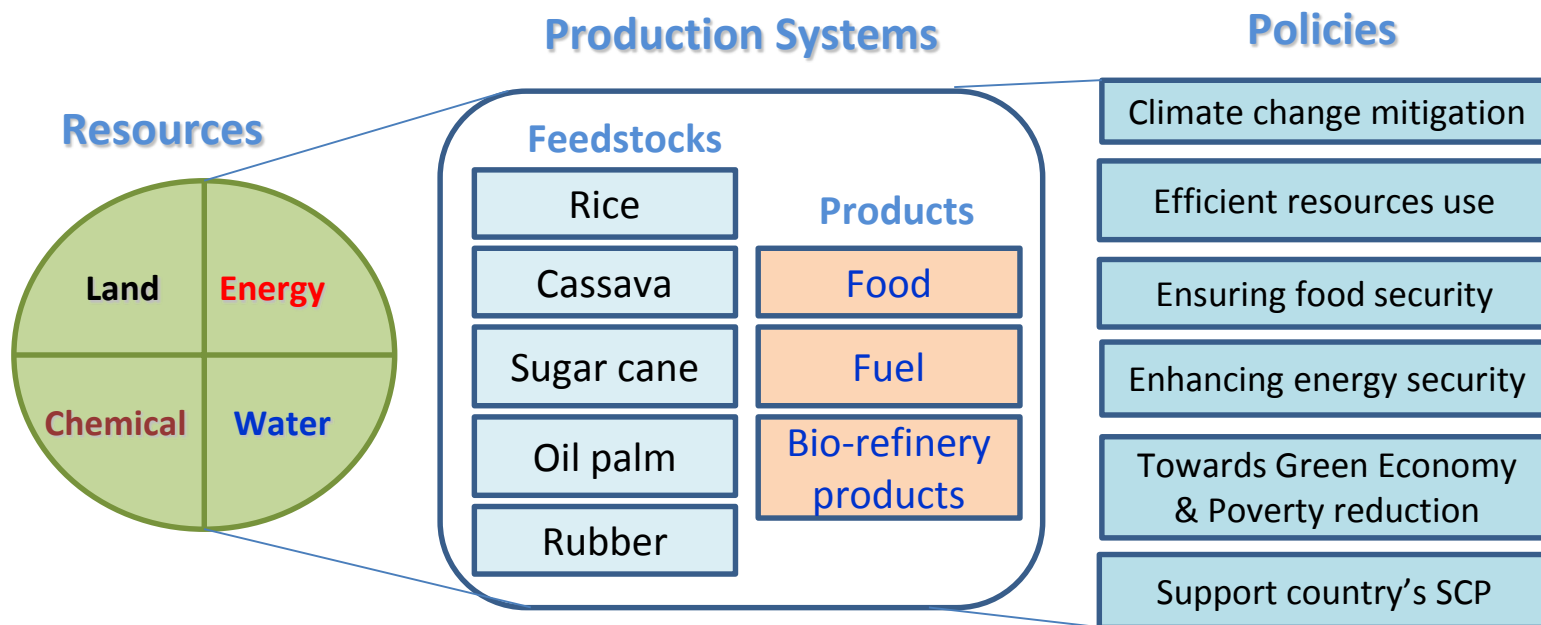 Resources
Land
Energy
Chemical
Water
Production Systems
Feedstocks
Rice
Cassava
Sugar cane
Oil palm
Rubber
Products
Food
Fuel
Bio-refinery
products
Policies
Climate change mitigation
Efficient resources use
Ensuring food security
Enhancing energy security
Towards Green Economy
& Poverty reduction
Support country's SCP